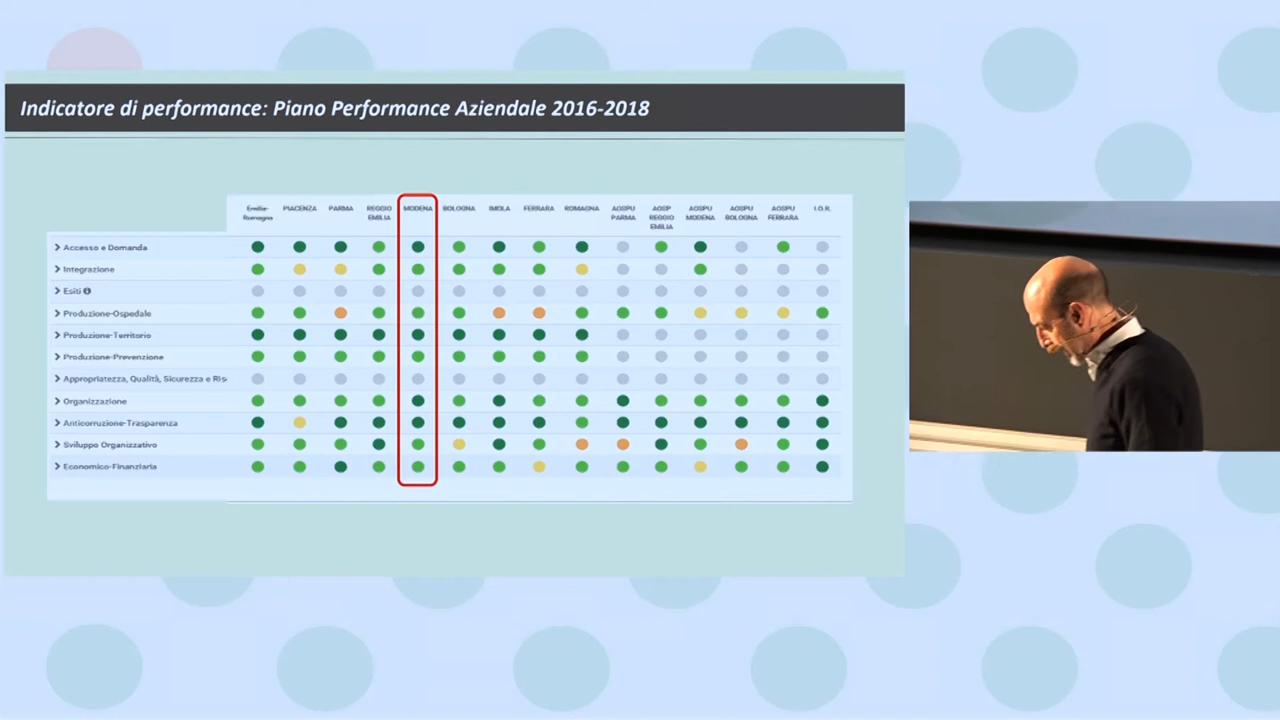 Indicatore di performance: Piano Performance Aziendale 2016-2018
Emilia-Romagna PIACENZA PARMA REGGIO EMILIA MODENA BOLOGNA IMOLA FERRARA ROMAGNA AOSPU PARMA AOSP REGGIO EMILIA AOSPU MODENA AOSPU BOLOGNA AOSPU FERRARA I.O.R.
Accesso e Domanda
Integrazione
Esiti
Produzione-Ospedale
Produzione-Territorio
Produzione-Prevenzione
Appropriatezza, Qualità, Sicurezza e Ris
Organizzazione
Anticorruzione-Trasparenza
Sviluppo Organizzativo
Economico-Finanziaria